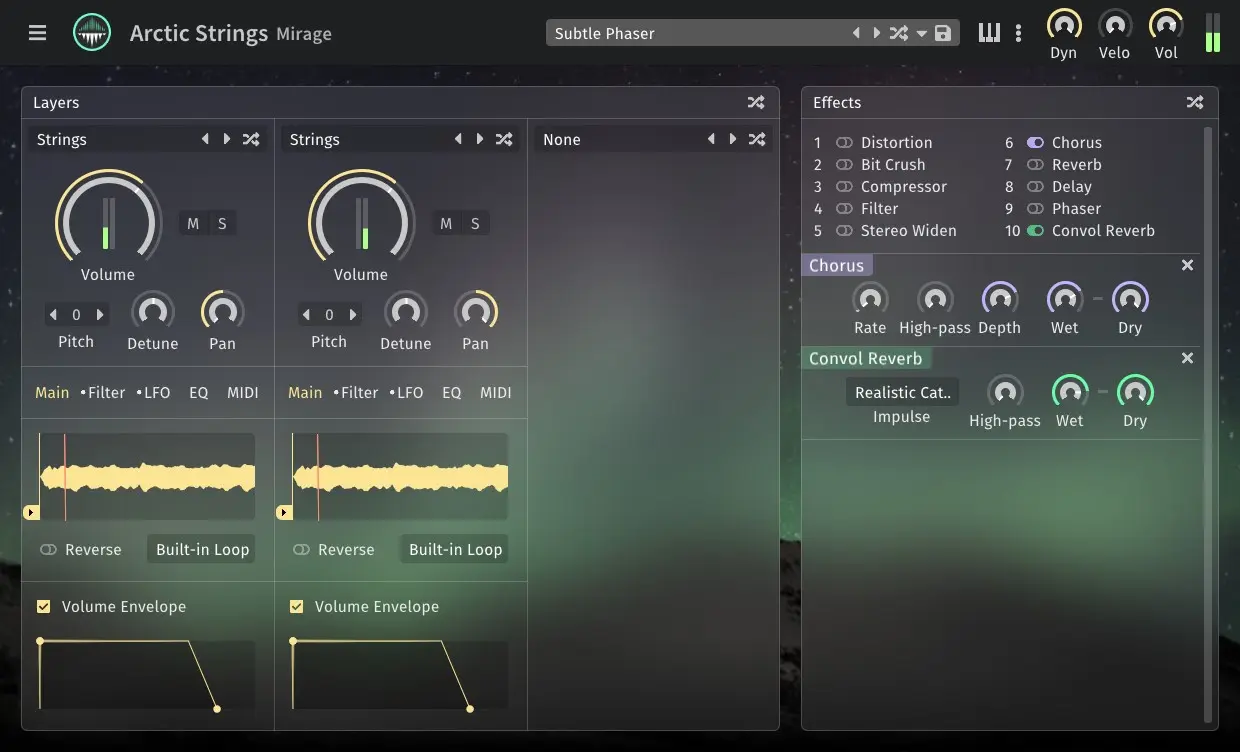 Arctic Strings Mirage
Subtle Phaser
Dyn Velo Vol
Layers
Strings
Volume
M S
0
Pitch Detune Pan
Main •Filter •LFO EQ MIDI
Reverse Built-in Loop
Volume Envelope
Strings
Volume
M S
0
Pitch Detune Pan
Main •Filter •LFO EQ MIDI
Reverse Built-in Loop
Volume Envelope
None
Effects
1 Distortion
2 Bit Crush
3 Compressor
4 Filter
5 Stereo Widen
6 Chorus
7 Reverb
8 Delay
9 Phaser
10 Convol Reverb
Chorus
Rate High-pass Depth Wet Dry
Convol Reverb
Realistic Cat..
Impulse High-pass Wet Dry